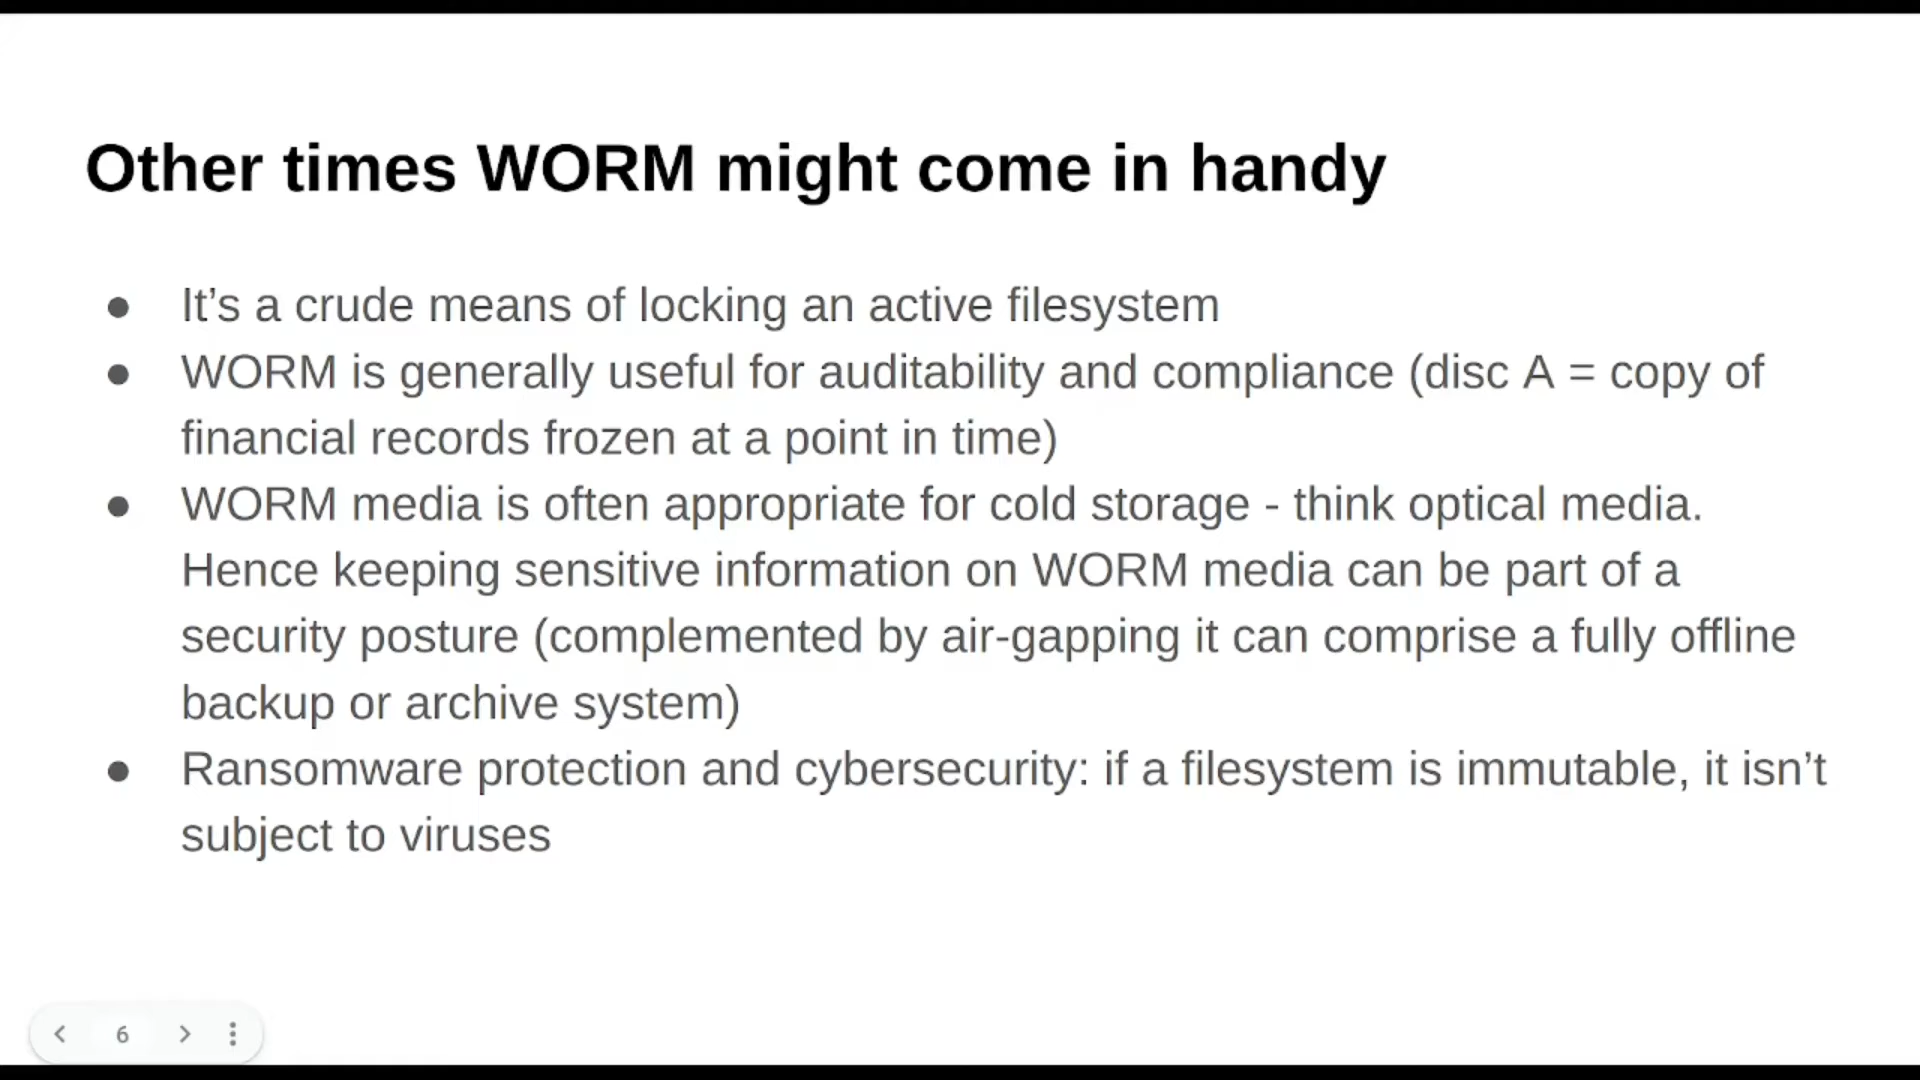 Other times WORM might come in handy
● It’s a crude means of locking an active filesystem
● WORM is generally useful for auditability and compliance (disc A = copy of
financial records frozen at a point in time)
● WORM media is often appropriate for cold storage - think optical media.
Hence keeping sensitive information on WORM media can be part of a
security posture (complemented by air-gapping it can comprise a fully offline
backup or archive system)
● Ransomware protection and cybersecurity: if a filesystem is immutable, it isn’t
subject to viruses
6